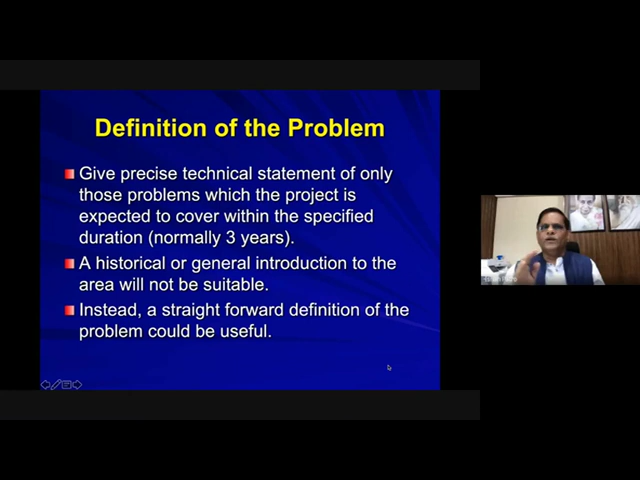 Definition of the Problem
Give precise technical statement of only
those problems which the project is
expected to cover within the specified
duration (normally 3 years).
A historical or general introduction to the
area will not be suitable.
Instead, a straight forward definition of the
problem could be useful.